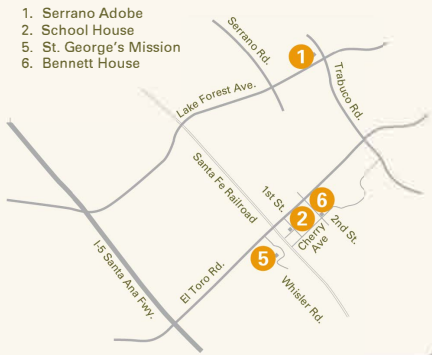 1. Serrano Adobe
2. School House
5. St. George's Mission
6. Bennett House
Serrano Rd.
1
Trabuco Rd.
Lake Forest Ave.
Santa Fe Railroad
1st St.
6
2
2nd St.
Cherry
Ave
5
I-5 Santa Ana Fwy.
El Toro Rd.
Whisler Rd.